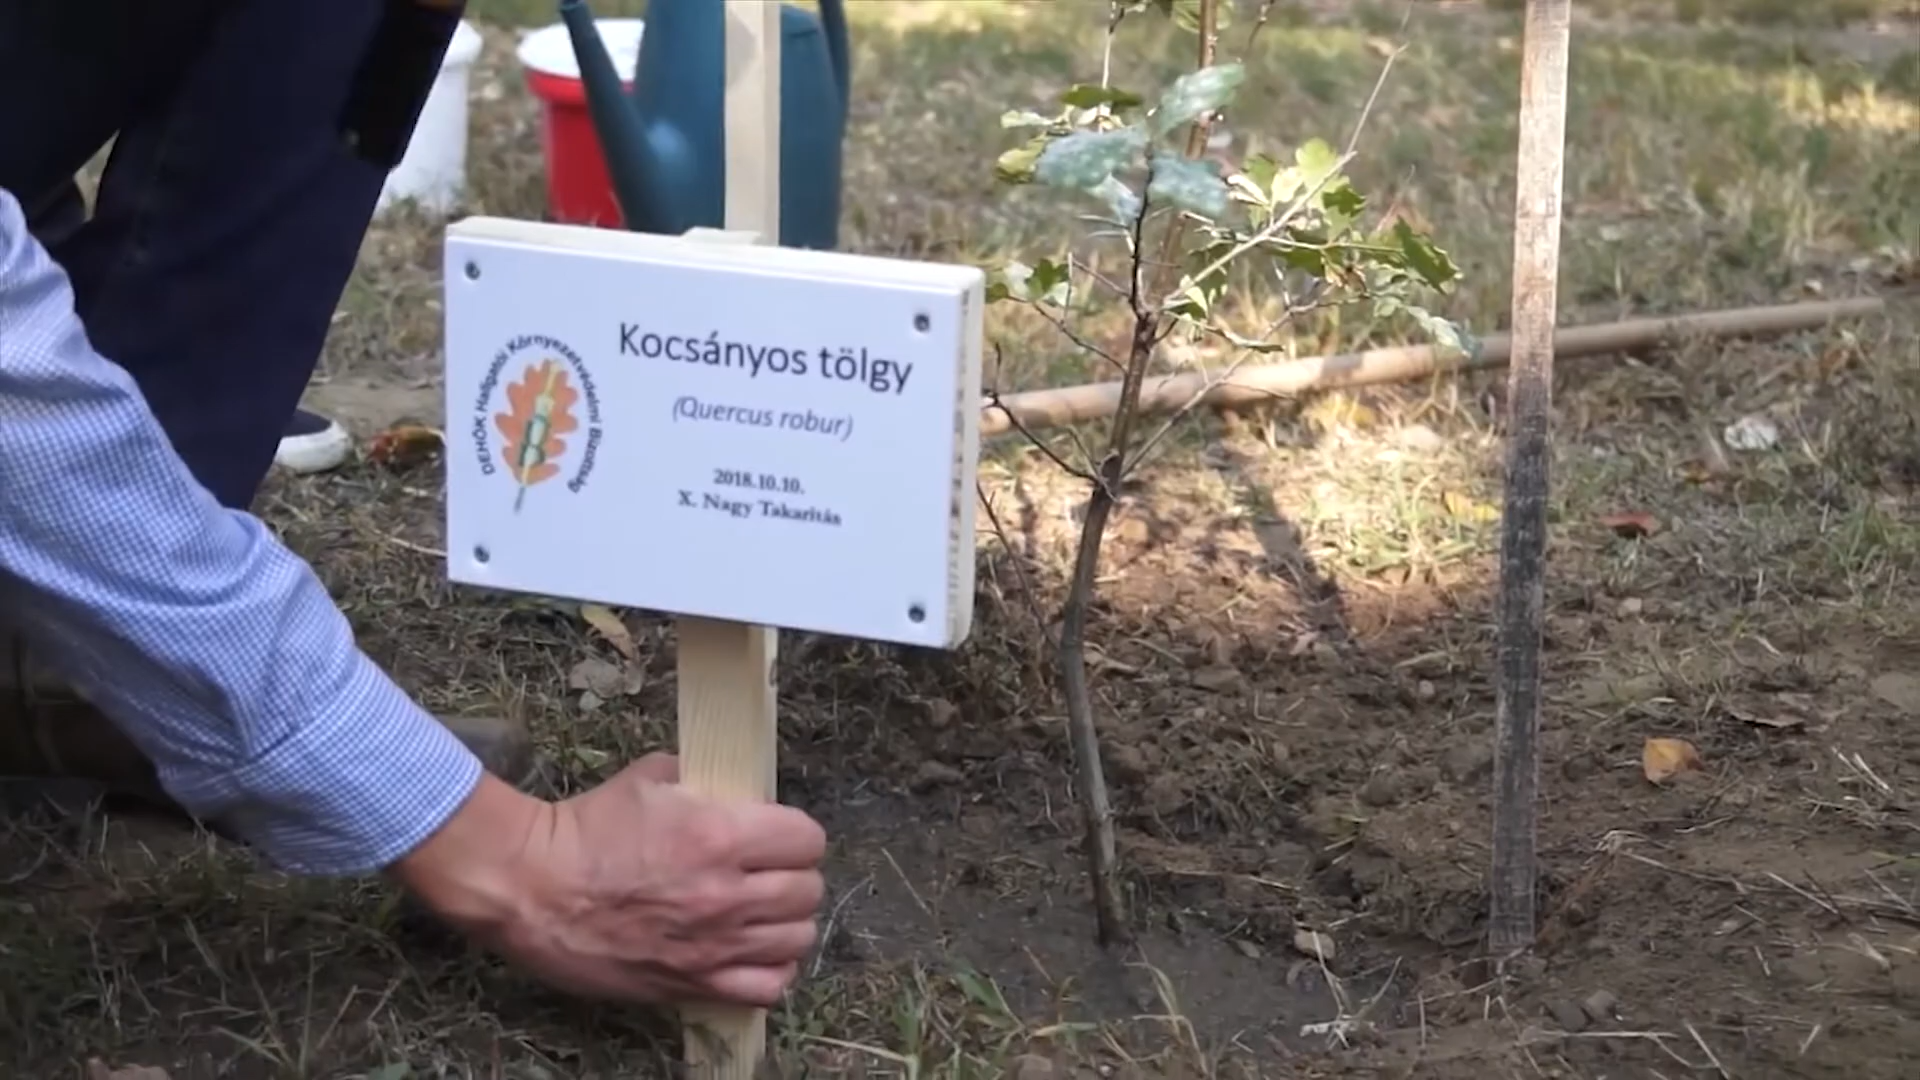 DEHÖK Hallgatói Környezetvédelmi Bizottság
Kocsányos tölgy
(Quercus robur)
2018.10.10.
X. Nagy Takarítás